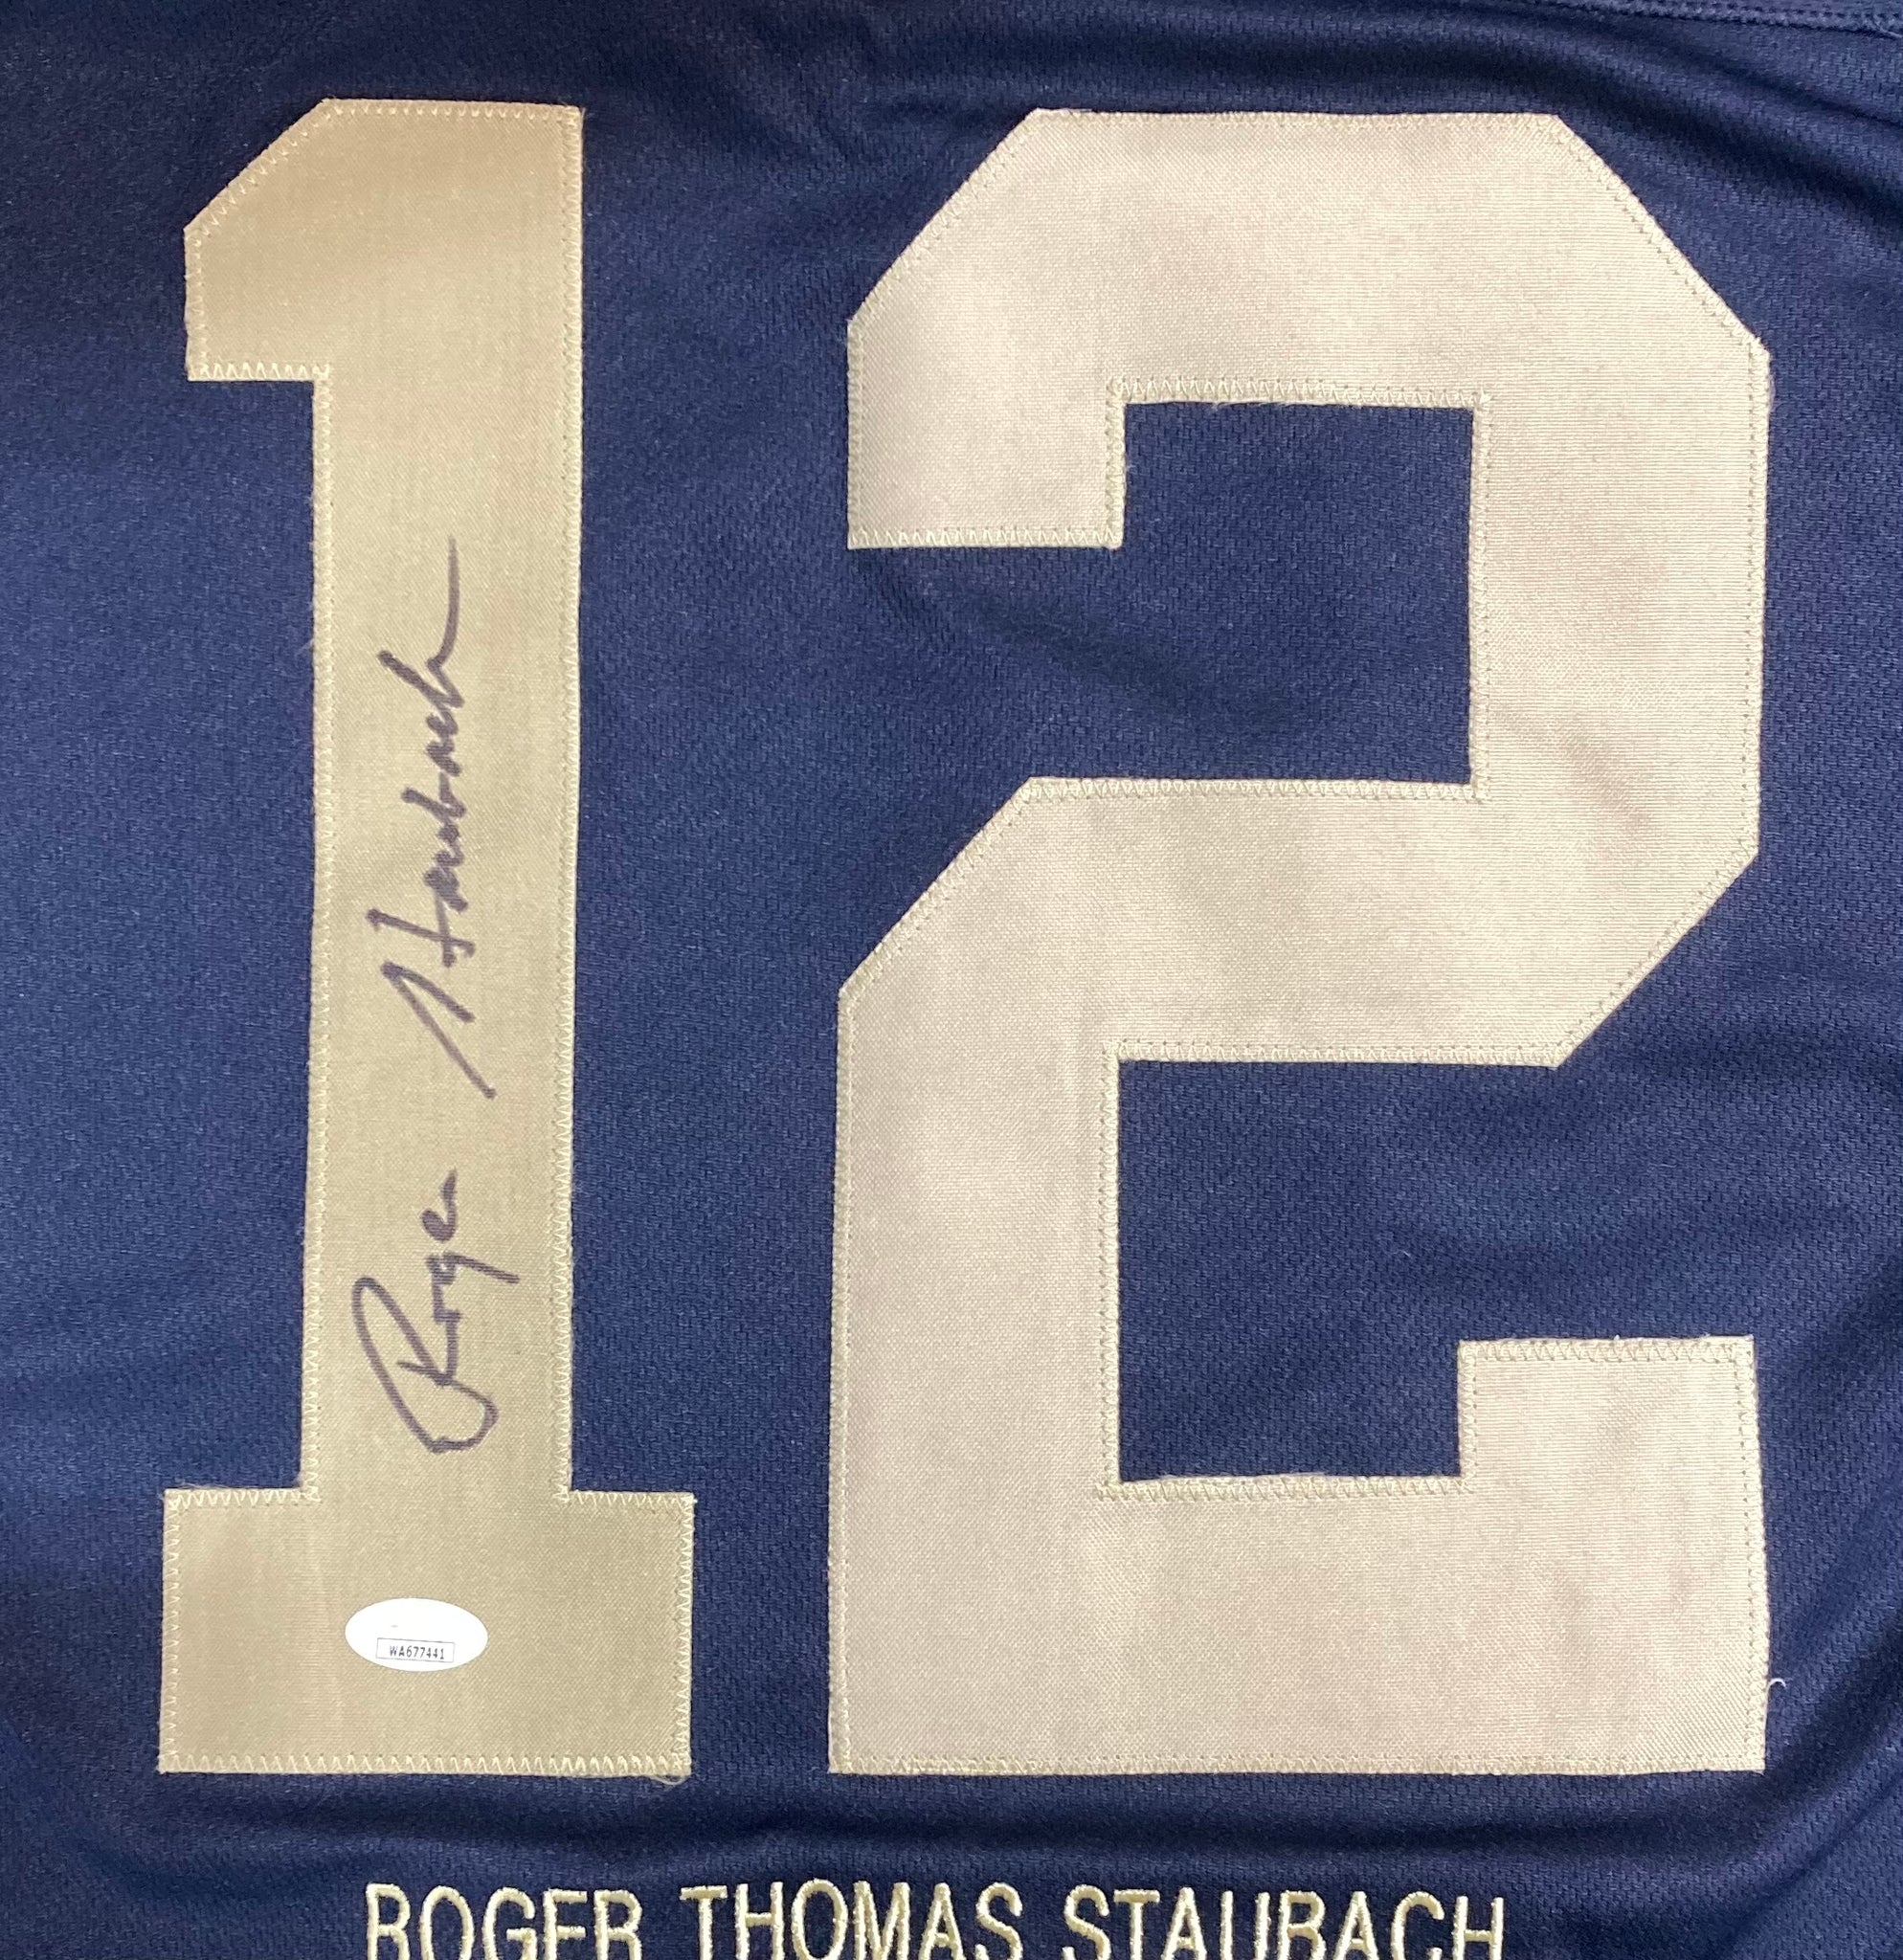 12
Roger Staubach
WA677441
ROGER THOMAS STAUBACH